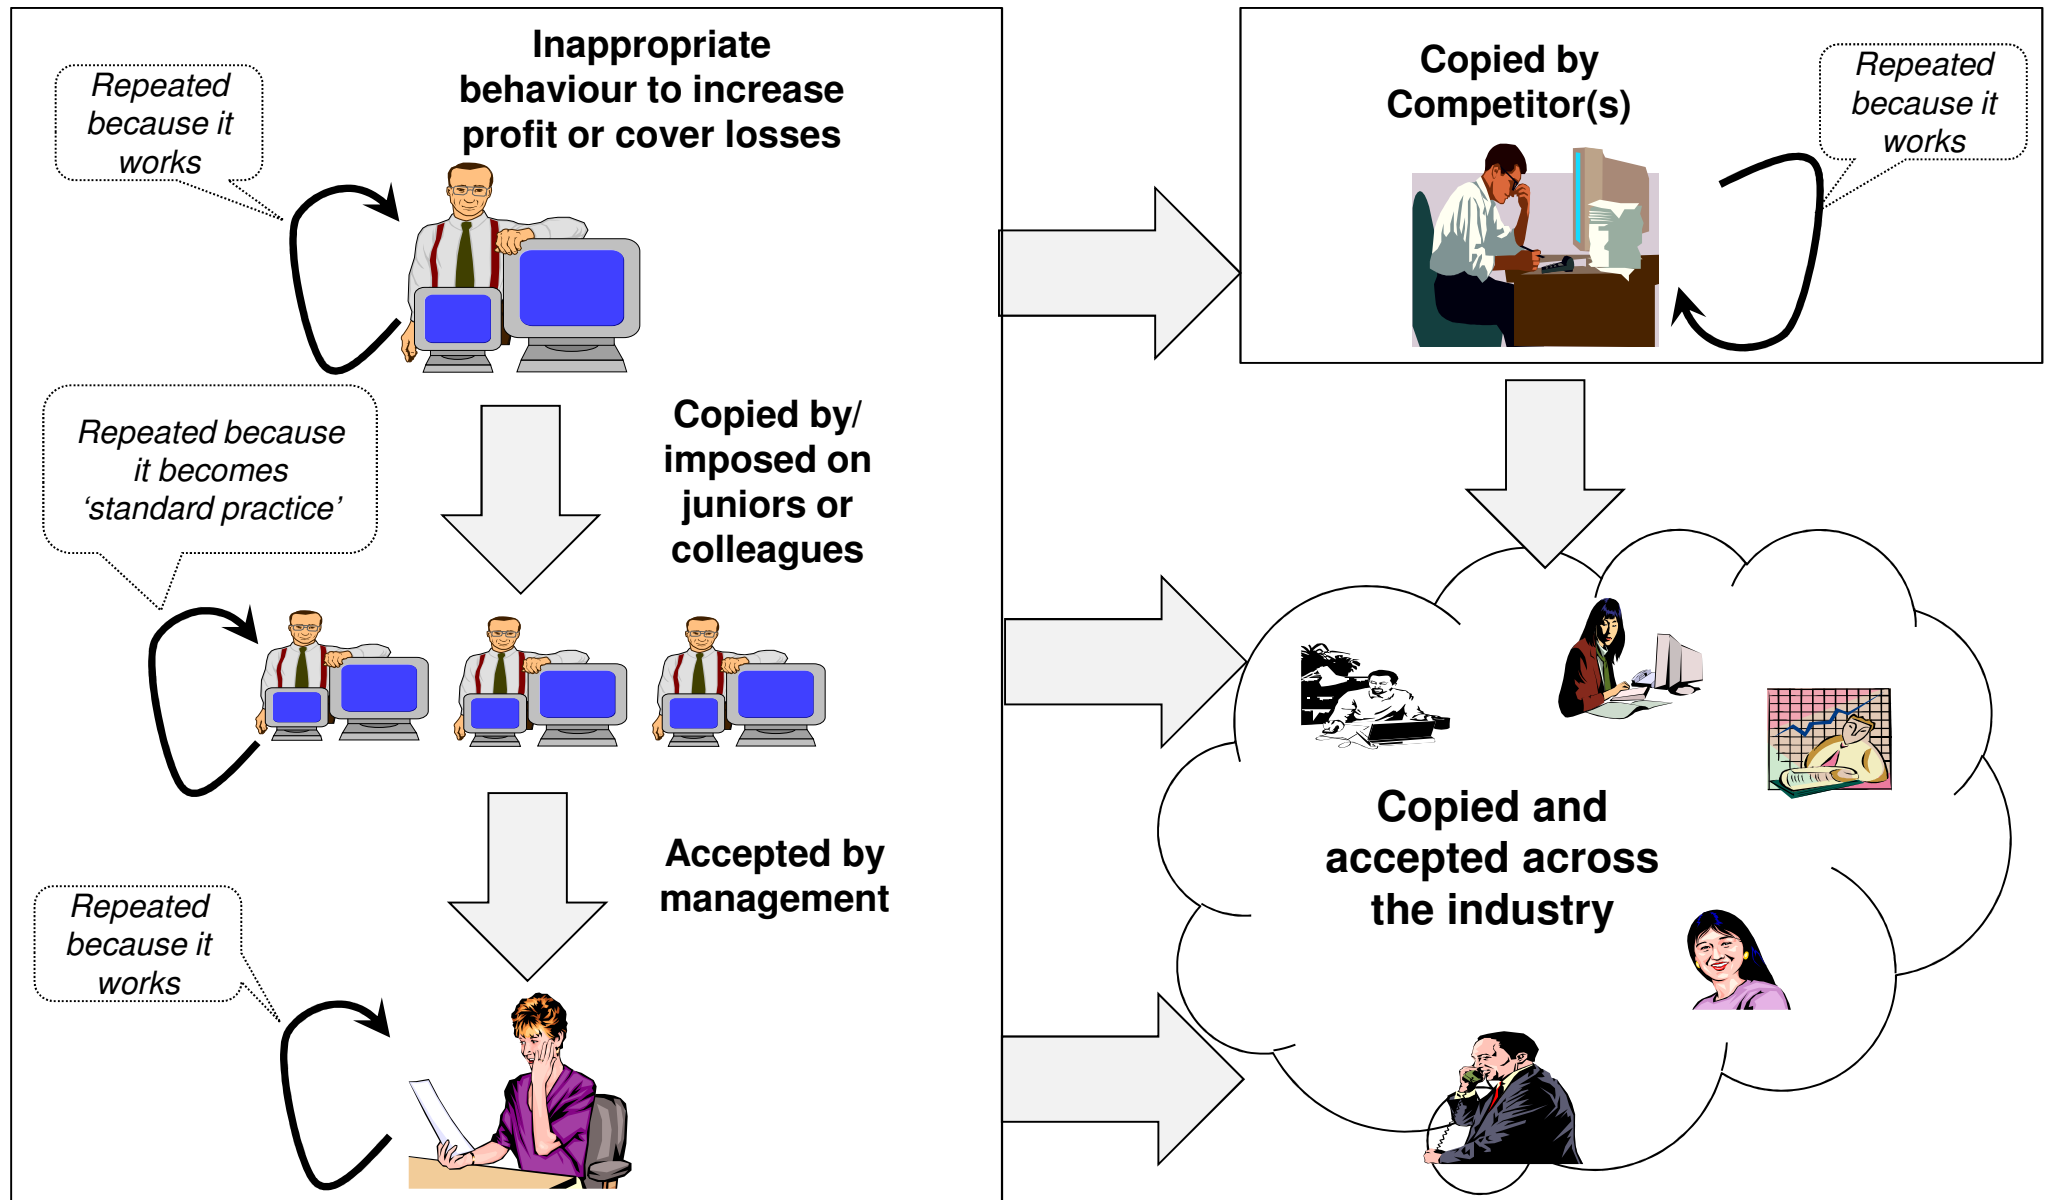 Inappropriate
behaviour to increase
profit or cover losses
Repeated
because it
works
Copied by/
imposed on
juniors or
colleagues
Repeated because
it becomes
‘standard practice’
Accepted by
management
Repeated
because it
works
Copied by
Competitor(s)
Repeated
because it
works
Copied and
accepted across
the industry